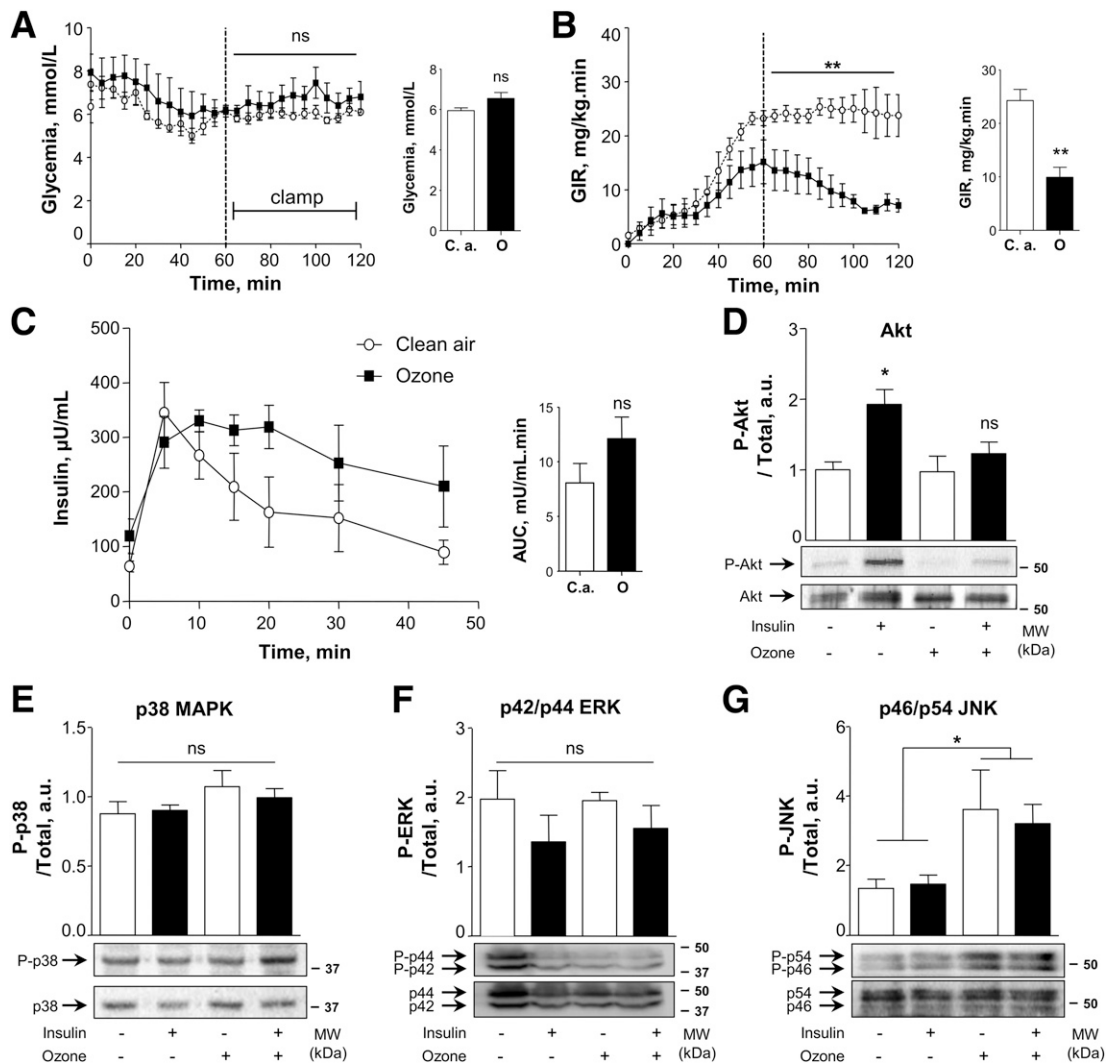 A
Glycemia, mmol/L
10
8
6
4
2
0
ns
clamp
0 20 40 60 80 100 120
Time, min
Glycemia, mmol/L
8
6
4
2
0
ns
C. a. O
B
GIR, mg/kg.min
40
30
20
10
0
**
0 20 40 60 80 100 120
Time, min
GIR, mg/kg.min
30
20
10
0
**
C. a. O
C
Insulin, µU/mL
500
400
300
200
100
0
Clean air
Ozone
0 10 20 30 40 50
Time, min
AUC, mU/mL.min
15
10
5
0
ns
C.a. O
D
Akt
P-Akt
/ Total, a.u.
3
2
1
0
*
ns
P-Akt
50
Akt
50
Insulin - + - + MW
Ozone - - + + (kDa)
E
p38 MAPK
P-p38
/Total, a.u.
1.5
1.0
0.5
0.0
ns
P-p38
37
p38
37
Insulin - + - + MW
Ozone - - + + (kDa)
F
p42/p44 ERK
P-ERK
/Total, a.u.
3
2
1
0
ns
P-p44
P-p42
50
37
p44
p42
50
37
Insulin - + - + MW
Ozone - - + + (kDa)
G
p46/p54 JNK
P-JNK
/Total, a.u.
6
4
2
0
*
P-p54
P-p46
50
p54
p46
50
Insulin - + - + MW
Ozone - - + + (kDa)